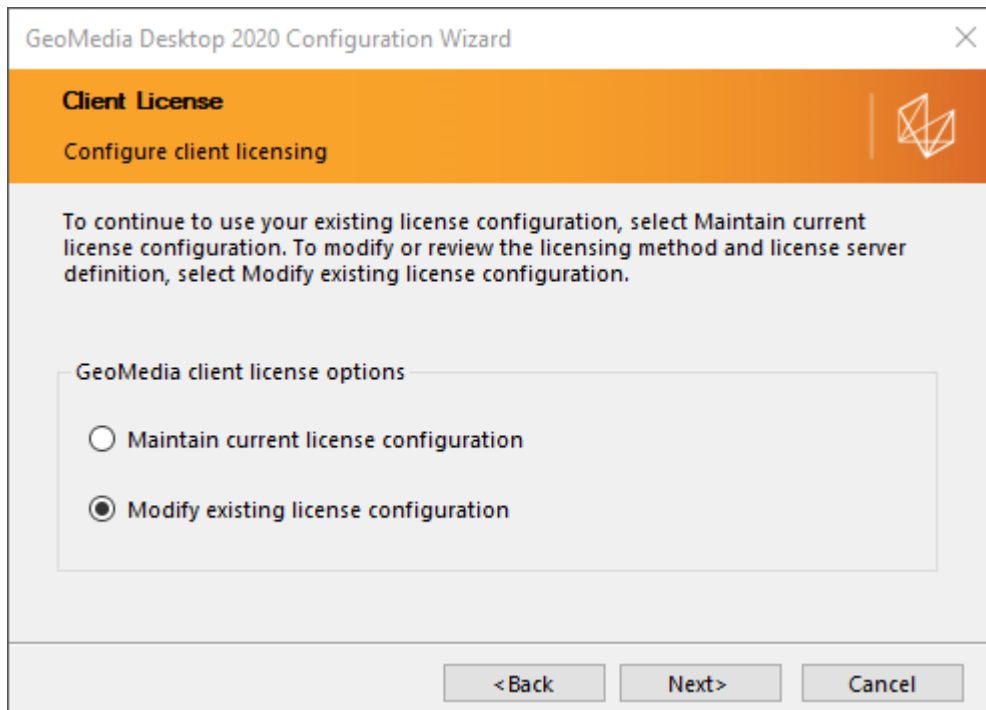 GeoMedia Desktop 2020 Configuration Wizard
Client License
Configure client licensing
To continue to use your existing license configuration, select Maintain current
license configuration. To modify or review the licensing method and license server
definition, select Modify existing license configuration.
GeoMedia client license options
Maintain current license configuration
Modify existing license configuration
<Back
Next>
Cancel